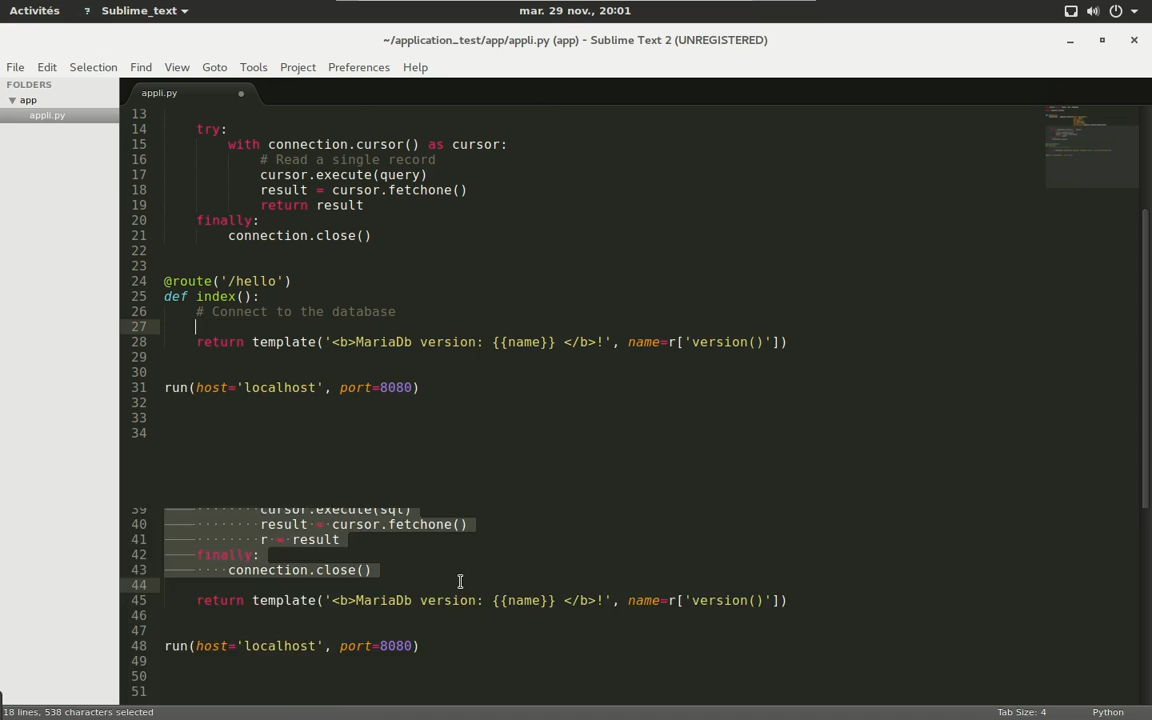 Activités ? Sublime_text mar. 29 nov., 20:01
~/application_test/app/appli.py (app) - Sublime Text 2 (UNREGISTERED)
File Edit Selection Find View Goto Tools Project Preferences Help
FOLDERS
app
appli.py
appli.py
13
14 try:
15 with connection.cursor() as cursor:
16 # Read a single record
17 cursor.execute(query)
18 result = cursor.fetchone()
19 return result
20 finally:
21 connection.close()
22
23
24 @route('/hello')
25 def index():
26 # Connect to the database
27
28 return template('<b>MariaDb version: {{name}} </b>!', name=r['version()'])
29
30
31 run(host='localhost', port=8080)
32
33
34
39 cursor.execute(sql)
40 result = cursor.fetchone()
41 r = result
42 finally:
43 connection.close()
44
45 return template('<b>MariaDb version: {{name}} </b>!', name=r['version()'])
46
47
48 run(host='localhost', port=8080)
49
50
51
18 lines, 538 characters selected Tab Size: 4 Python